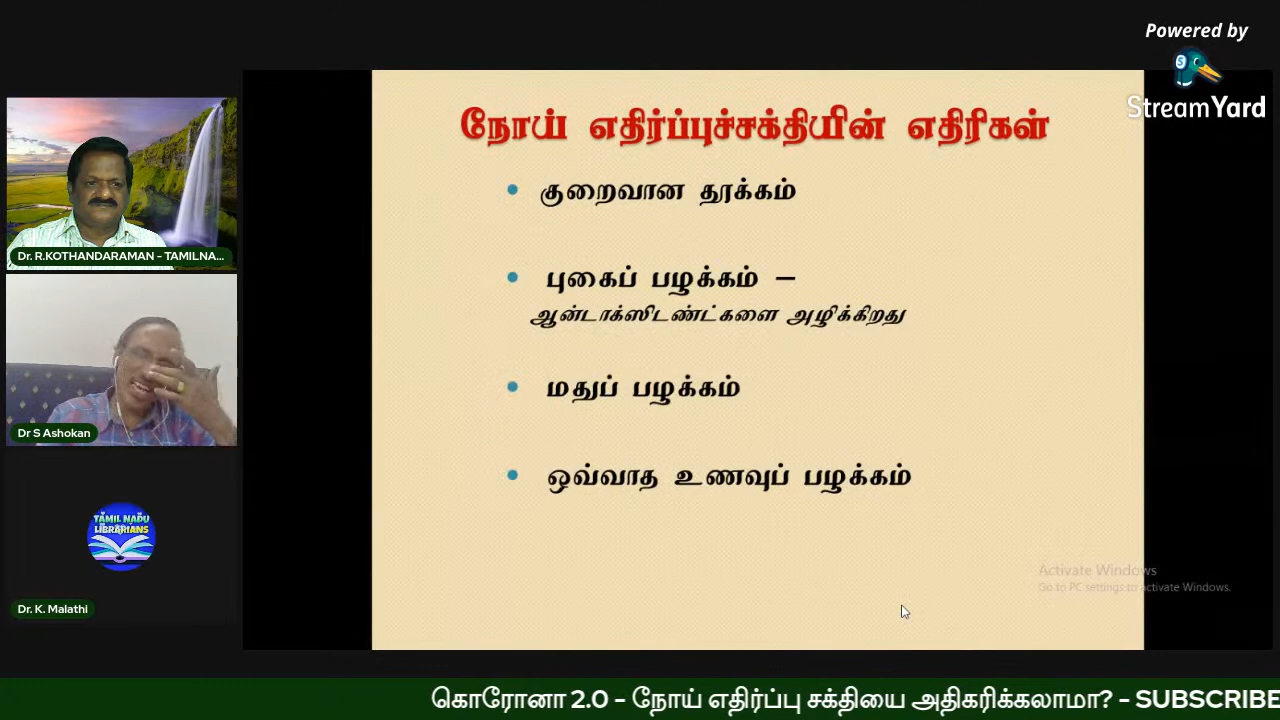 Powered by
StreamYard
நோய் எதிர்ப்புச்சக்தியின் எதிரிகள்
• குறைவான தூக்கம்
• புகைப் பழக்கம் –
ஆன்டாக்ஸிடண்ட்களை அழிக்கிறது
• மதுப் பழக்கம்
• ஒவ்வாத உணவுப் பழக்கம்
Dr. R.KOTHANDARAMAN - TAMILNA...
Dr S Ashokan
TAMIL NADU
LIBRARIANS
Dr. K. Malathi
Activate Windows
Go to PC settings to activate Windows.
கொரோனா 2.0 - நோய் எதிர்ப்பு சக்தியை அதிகரிக்கலாமா? - SUBSCRIBE